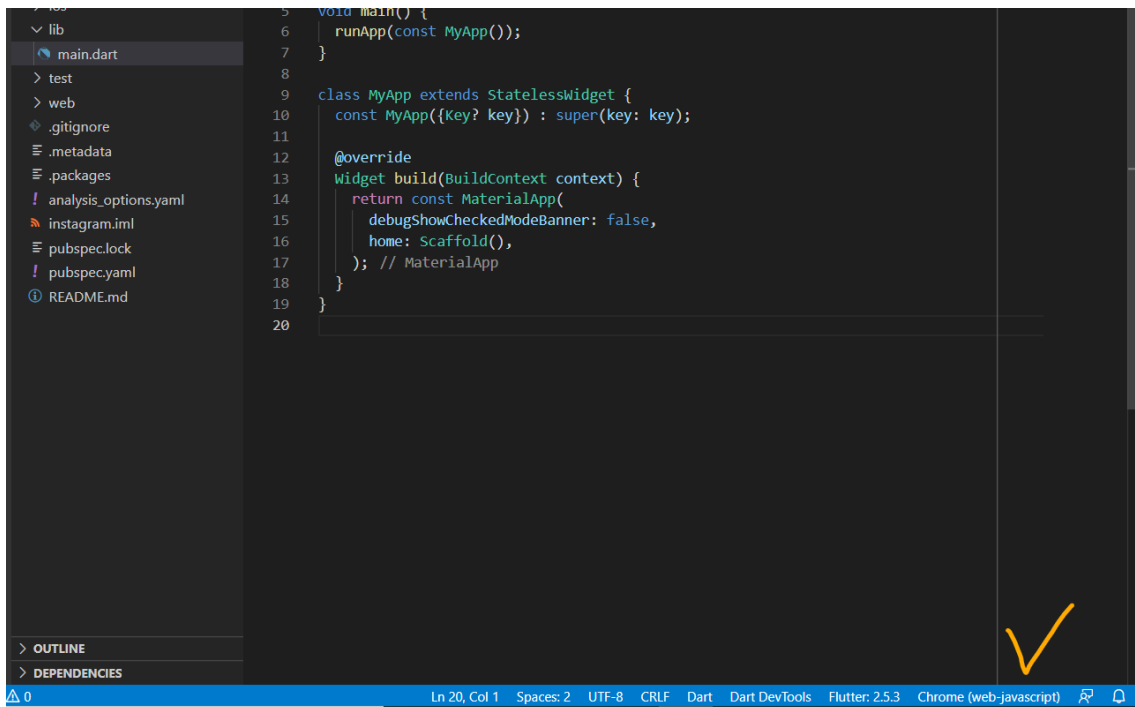 lib
main.dart
test
web
.gitignore
.metadata
.packages
analysis_options.yaml
instagram.iml
pubspec.lock
pubspec.yaml
README.md
OUTLINE
DEPENDENCIES
5 void main() {
6 runApp(const MyApp());
7 }
8
9 class MyApp extends StatelessWidget {
10 const MyApp({Key? key}) : super(key: key);
11
12 @override
13 Widget build(BuildContext context) {
14 return const MaterialApp(
15 debugShowCheckedModeBanner: false,
16 home: Scaffold(),
17 ); // MaterialApp
18 }
19 }
20
0 Ln 20, Col 1 Spaces: 2 UTF-8 CRLF Dart Dart DevTools Flutter: 2.5.3 Chrome (web-javascript)